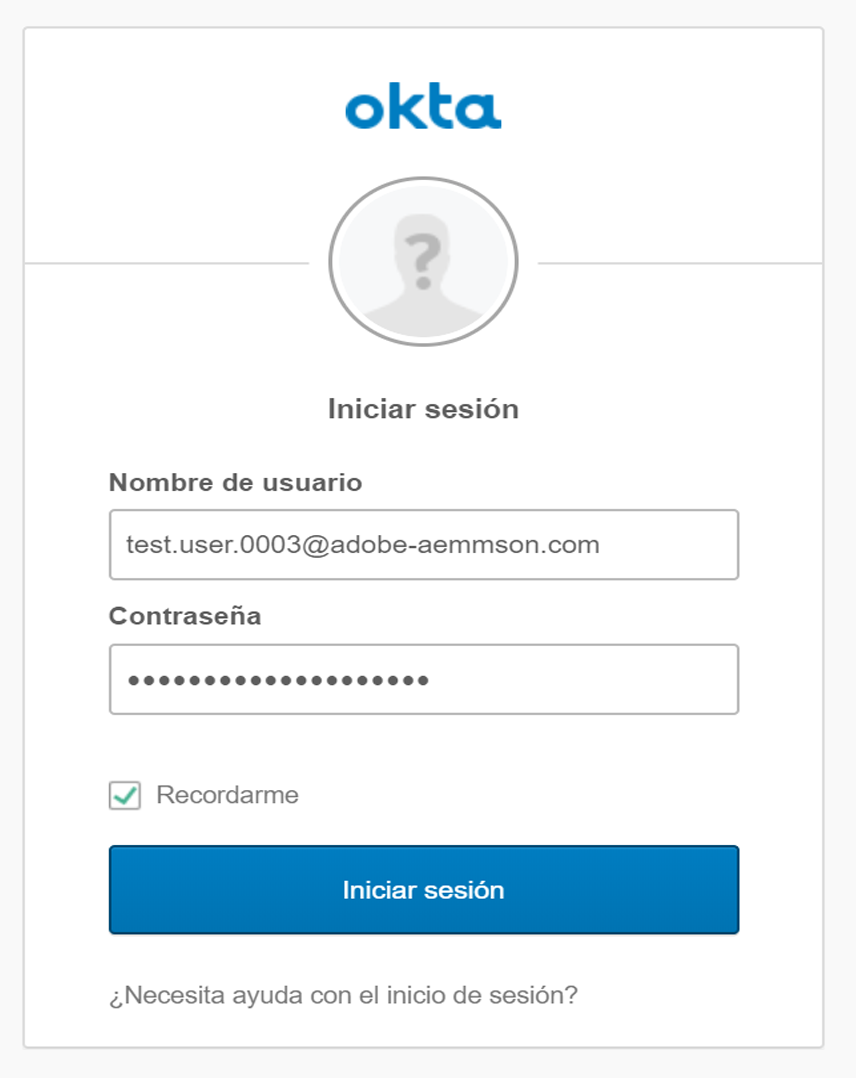 okta
?
Iniciar sesión
Nombre de usuario
test.user.0003@adobe-aemmson.com
Contraseña
••••••••••••••••••••
Recordarme
Iniciar sesión
¿Necesita ayuda con el inicio de sesión?